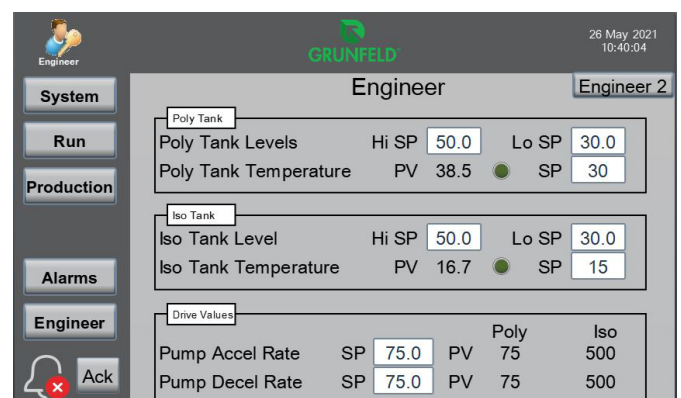 Engineer
GRUNFELD
26 May 2021
10:40:04
Engineer
Engineer 2
System
Run
Production
Alarms
Engineer
Ack
Poly Tank
Poly Tank Levels Hi SP 50.0 Lo SP 30.0
Poly Tank Temperature PV 38.5 SP 30
Iso Tank
Iso Tank Level Hi SP 50.0 Lo SP 30.0
Iso Tank Temperature PV 16.7 SP 15
Drive Values
Poly Iso
Pump Accel Rate SP 75.0 PV 75 500
Pump Decel Rate SP 75.0 PV 75 500